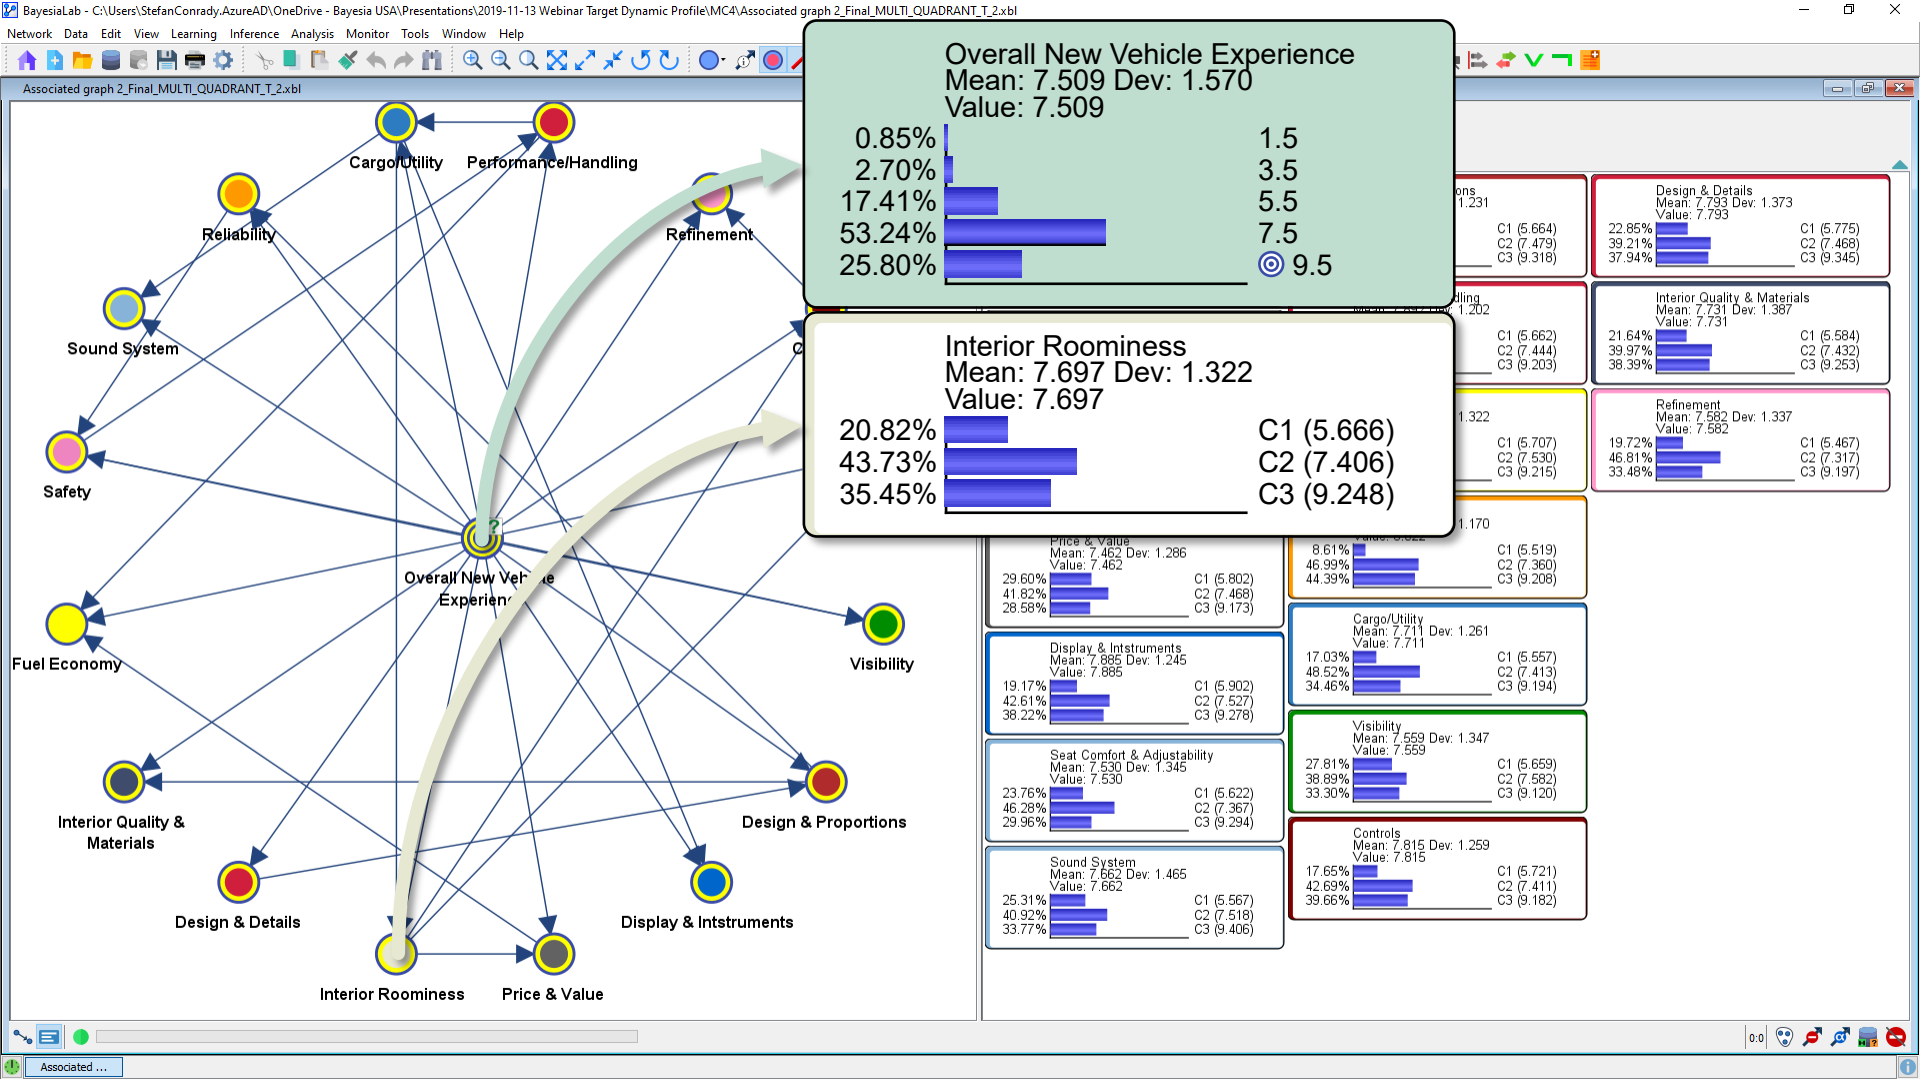 BayesiaLab - C:\Users\StefanConrady.AzureAD\OneDrive - Bayesia USA\Presentations\2019-11-13 Webinar Target Dynamic Profile\MC4\Associated graph 2_Final_MULTI_QUADRANT_T_2.xbl
Network Data Edit View Learning Inference Analysis Monitor Tools Window Help
Associated graph 2_Final_MULTI_QUADRANT_T_2.xbl
Cargo/Utility
Performance/Handling
Reliability
Refinement
Sound System
C
Safety
?
Overall New Vehicle
Experien
Fuel Economy
Visibility
Interior Quality &
Materials
Design & Proportions
Design & Details
Display & Intstruments
Interior Roominess
Price & Value
Overall New Vehicle Experience
Mean: 7.509 Dev: 1.570
Value: 7.509
0.85% 1.5
2.70% 3.5
17.41% 5.5
53.24% 7.5
25.80% 9.5
Interior Roominess
Mean: 7.697 Dev: 1.322
Value: 7.697
20.82% C1 (5.666)
43.73% C2 (7.406)
35.45% C3 (9.248)
Price & Value
Mean: 7.462 Dev: 1.286
Value: 7.462
29.60% C1 (5.802)
41.82% C2 (7.468)
28.58% C3 (9.173)
Display & Intstruments
Mean: 7.885 Dev: 1.245
Value: 7.885
19.17% C1 (5.902)
42.61% C2 (7.527)
38.22% C3 (9.278)
Seat Comfort & Adjustability
Mean: 7.530 Dev: 1.345
Value: 7.530
23.76% C1 (5.622)
46.28% C2 (7.367)
29.96% C3 (9.294)
Sound System
Mean: 7.662 Dev: 1.465
Value: 7.662
25.31% C1 (5.567)
40.92% C2 (7.518)
33.77% C3 (9.406)
ons
1.231
C1 (5.664)
C2 (7.479)
C3 (9.318)
dling
1.202
C1 (5.662)
C2 (7.444)
C3 (9.203)
1.322
C1 (5.707)
C2 (7.530)
C3 (9.215)
1.170
8.61% C1 (5.519)
46.99% C2 (7.360)
44.39% C3 (9.208)
Cargo/Utility
Mean: 7.711 Dev: 1.261
Value: 7.711
17.03% C1 (5.557)
48.52% C2 (7.413)
34.46% C3 (9.194)
Visibility
Mean: 7.559 Dev: 1.347
Value: 7.559
27.81% C1 (5.659)
38.89% C2 (7.582)
33.30% C3 (9.120)
Controls
Mean: 7.815 Dev: 1.259
Value: 7.815
17.65% C1 (5.721)
42.69% C2 (7.411)
39.66% C3 (9.182)
Design & Details
Mean: 7.793 Dev: 1.373
Value: 7.793
22.85% C1 (5.775)
39.21% C2 (7.468)
37.94% C3 (9.345)
Interior Quality & Materials
Mean: 7.731 Dev: 1.387
Value: 7.731
21.64% C1 (5.584)
39.97% C2 (7.432)
38.39% C3 (9.253)
Refinement
Mean: 7.582 Dev: 1.337
Value: 7.582
19.72% C1 (5.467)
46.81% C2 (7.317)
33.48% C3 (9.197)
0:0
Associated ...